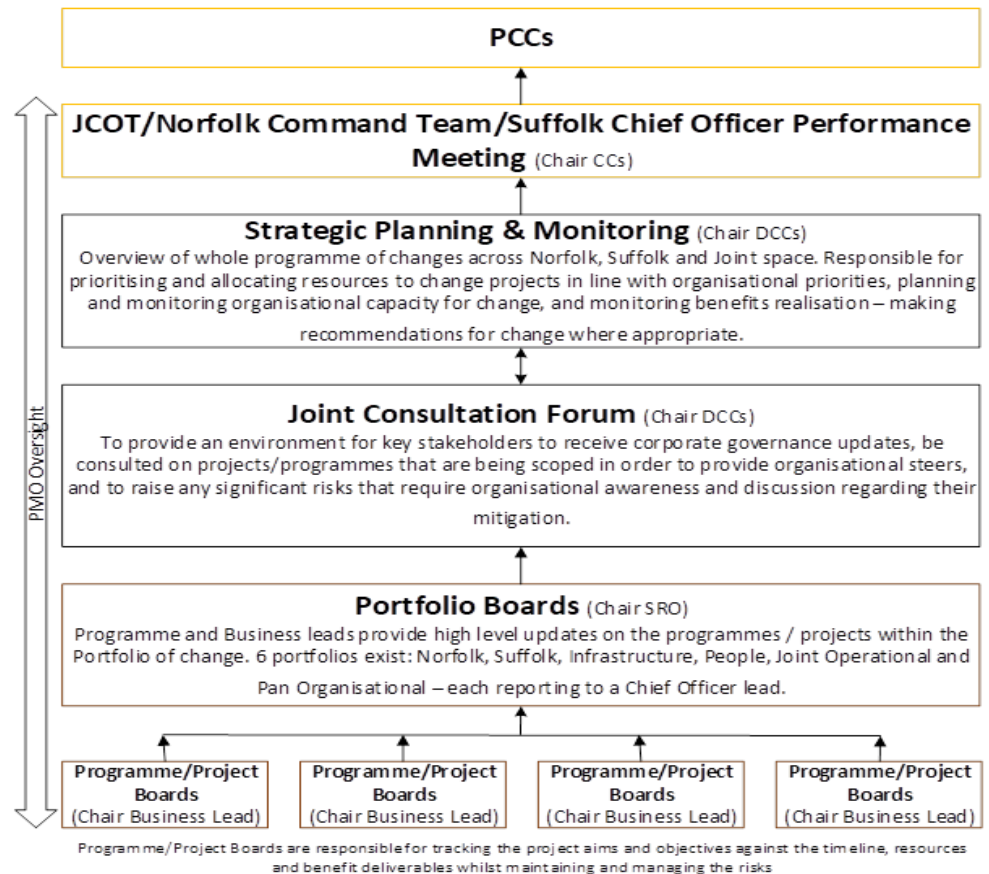 PCCs
JCOT/Norfolk Command Team/Suffolk Chief Officer Performance
Meeting (Chair CCs)
Strategic Planning & Monitoring (Chair DCCs)
Overview of whole programme of changes across Norfolk, Suffolk and Joint space. Responsible for
prioritising and allocating resources to change projects in line with organisational priorities, planning
and monitoring organisational capacity for change, and monitoring benefits realisation – making
recommendations for change where appropriate.
PMO Oversight
Joint Consultation Forum (Chair DCCs)
To provide an environment for key stakeholders to receive corporate governance updates, be
consulted on projects/programmes that are being scoped in order to provide organisational steers,
and to raise any significant risks that require organisational awareness and discussion regarding their
mitigation.
Portfolio Boards (Chair SRO)
Programme and Business leads provide high level updates on the programmes / projects within the
Portfolio of change. 6 portfolios exist: Norfolk, Suffolk, Infrastructure, People, Joint Operational and
Pan Organisational – each reporting to a Chief Officer lead.
Programme/Project
Boards
(Chair Business Lead)
Programme/Project
Boards
(Chair Business Lead)
Programme/Project
Boards
(Chair Business Lead)
Programme/Project
Boards
(Chair Business Lead)
Programme/Project Boards are responsible for tracking the project aims and objectives against the timeline, resources
and benefit deliverables whilst maintaining and managing the risks